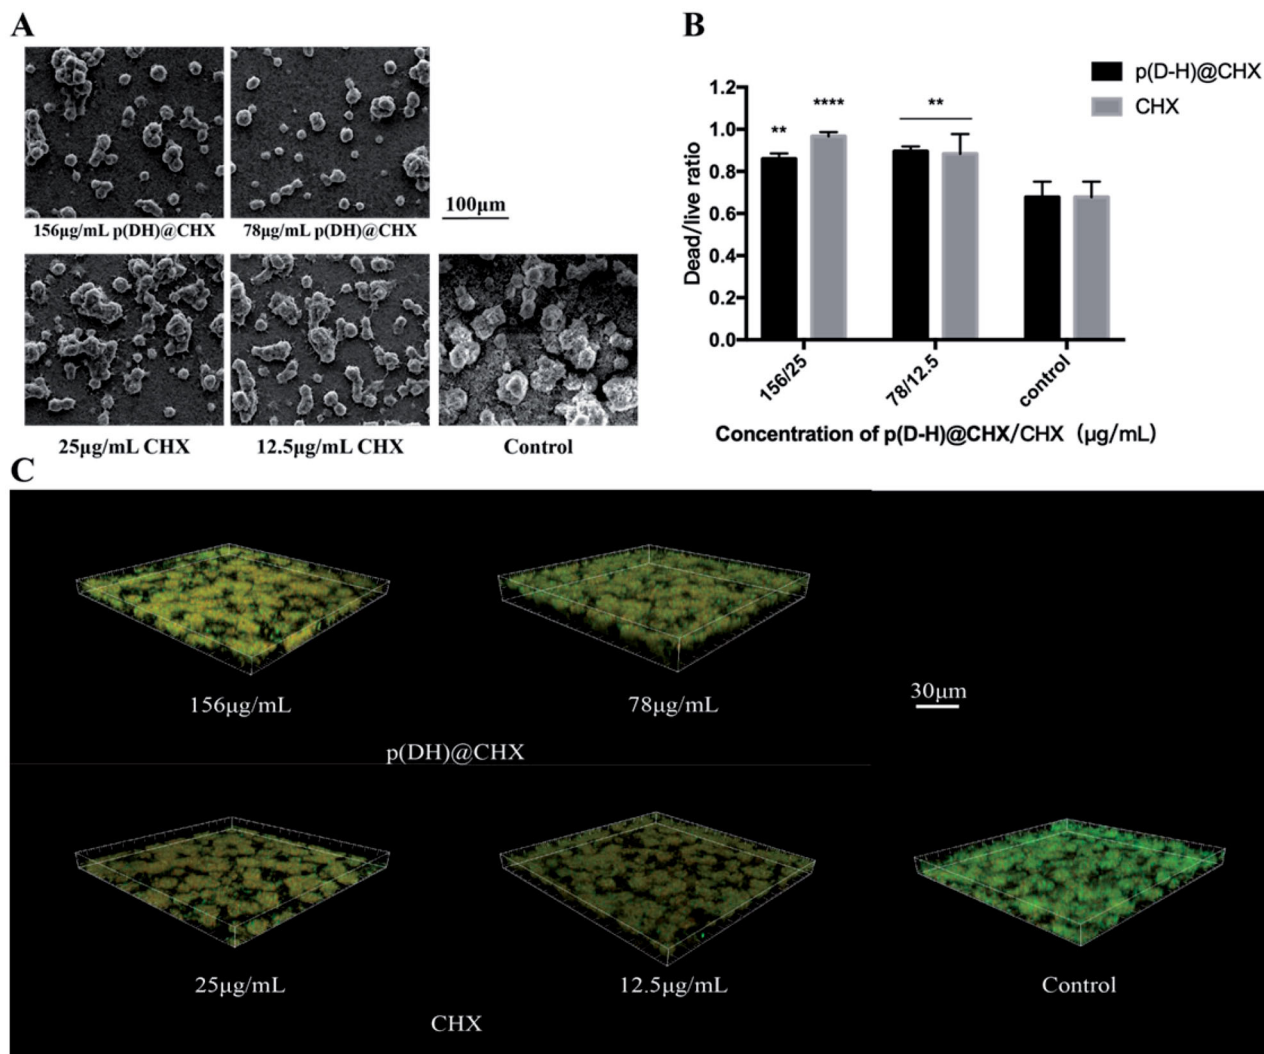 A
156μg/mL p(DH)@CHX
78μg/mL p(DH)@CHX
100μm
25μg/mL CHX
12.5μg/mL CHX
Control
B
p(D-H)@CHX
CHX
Dead/live ratio
1.2
1.0
0.8
0.6
0.4
0.2
0.0
**
****
**
156/25
78/12.5
control
Concentration of p(D-H)@CHX/CHX (μg/mL)
C
156μg/mL
78μg/mL
30μm
p(DH)@CHX
25μg/mL
12.5μg/mL
Control
CHX